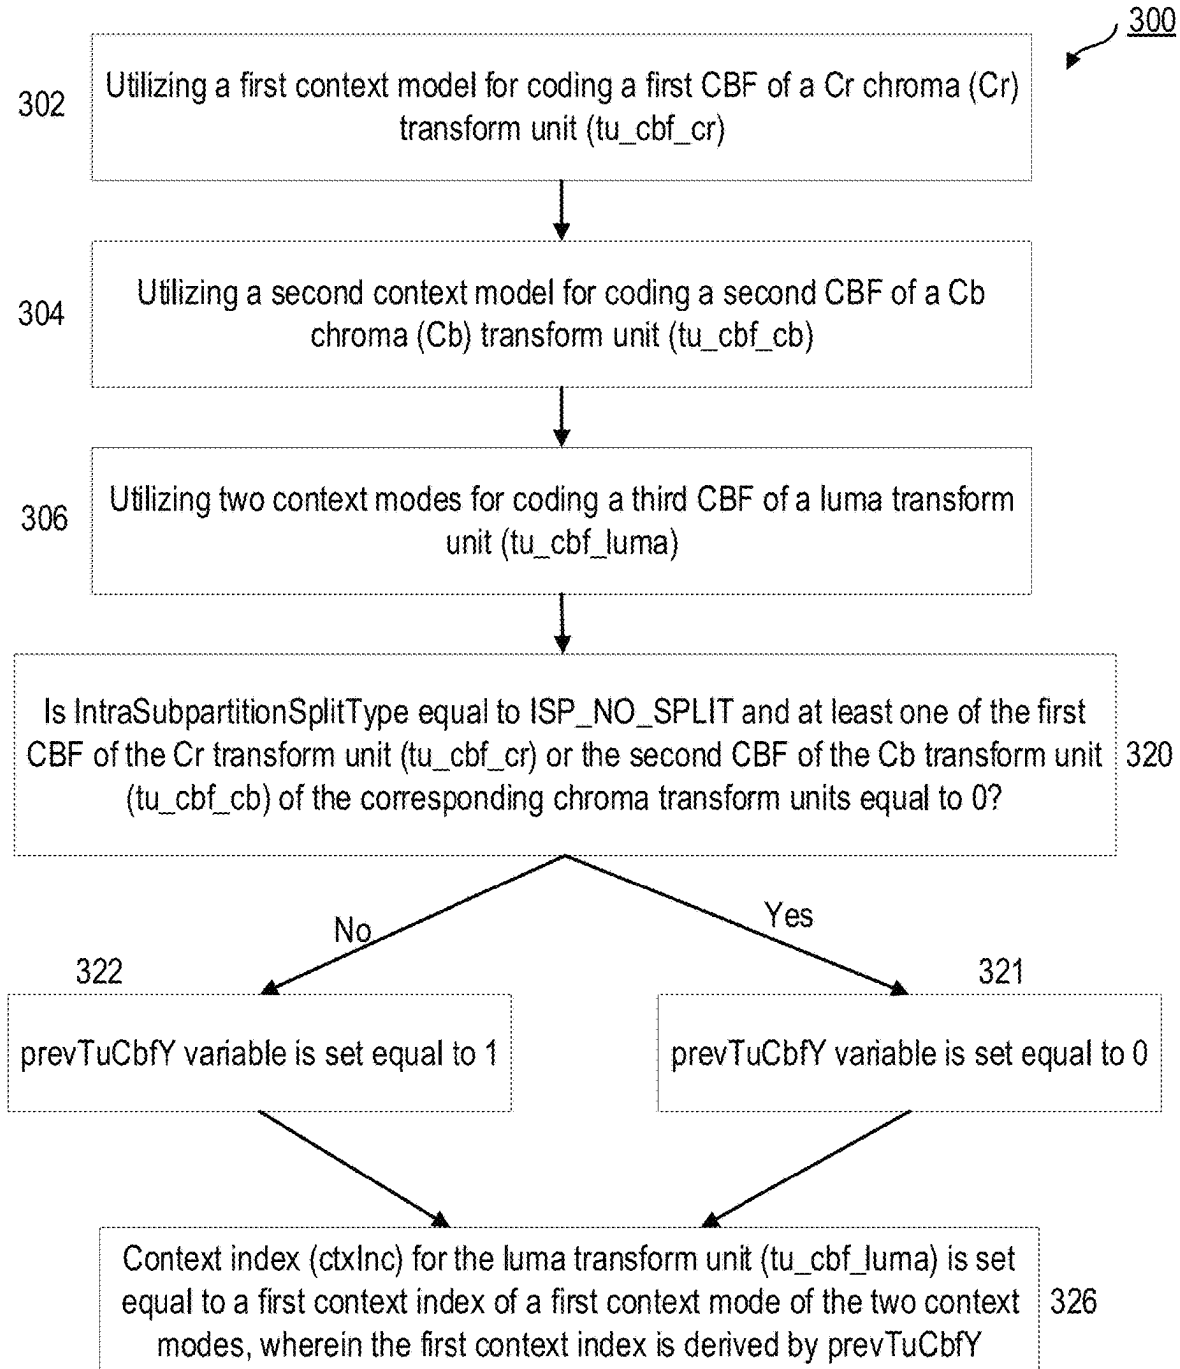 300
302
Utilizing a first context model for coding a first CBF of a Cr chroma (Cr)
transform unit (tu_cbf_cr)
304
Utilizing a second context model for coding a second CBF of a Cb
chroma (Cb) transform unit (tu_cbf_cb)
306
Utilizing two context modes for coding a third CBF of a luma transform
unit (tu_cbf_luma)
Is IntraSubpartitionSplitType equal to ISP_NO_SPLIT and at least one of the first
CBF of the Cr transform unit (tu_cbf_cr) or the second CBF of the Cb transform unit
(tu_cbf_cb) of the corresponding chroma transform units equal to 0?
320
No
Yes
322
321
prevTuCbfY variable is set equal to 1
prevTuCbfY variable is set equal to 0
Context index (ctxInc) for the luma transform unit (tu_cbf_luma) is set
equal to a first context index of a first context mode of the two context
modes, wherein the first context index is derived by prevTuCbfY
326